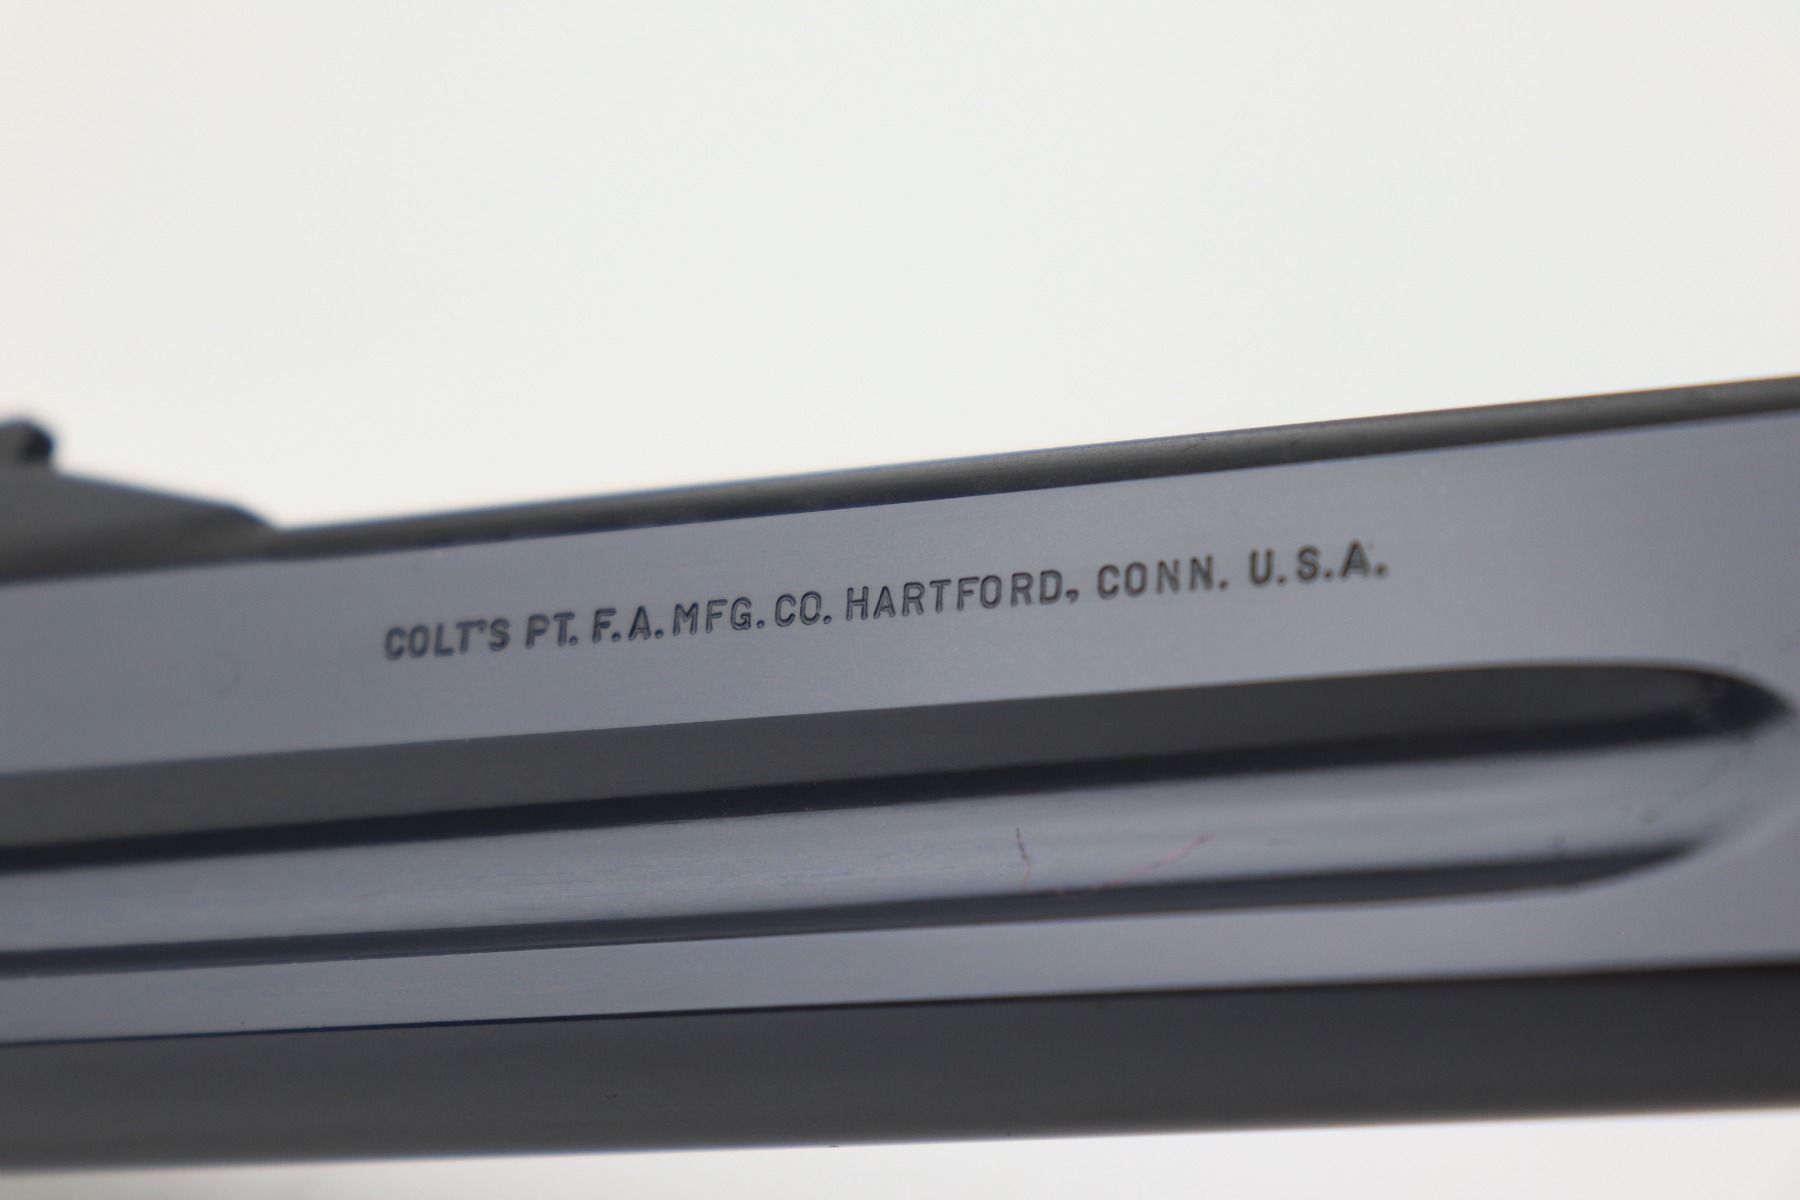 COLT'S PT. F.A. MFG. CO. HARTFORD, CONN. U.S.A.